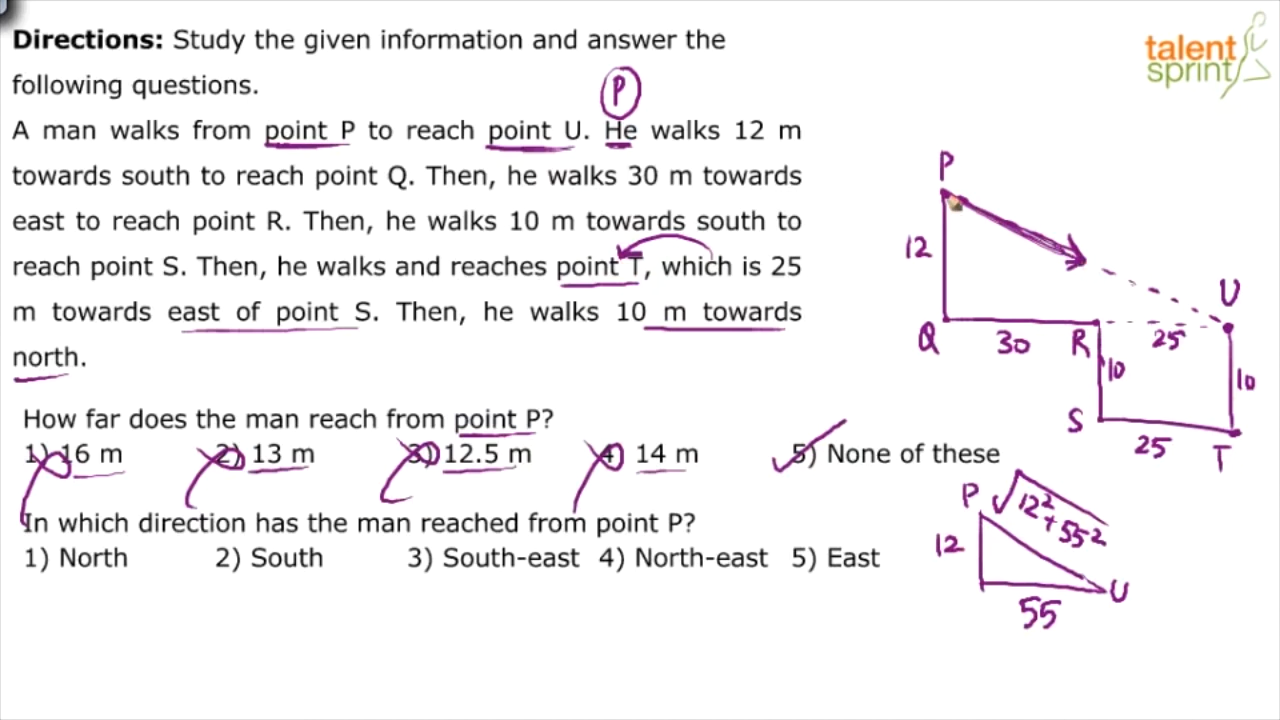 Directions: Study the given information and answer the
following questions.
talent
sprint
P
A man walks from point P to reach point U. He walks 12 m
towards south to reach point Q. Then, he walks 30 m towards
east to reach point R. Then, he walks 10 m towards south to
reach point S. Then, he walks and reaches point T, which is 25
m towards east of point S. Then, he walks 10 m towards
north.
P
12
U
Q
30
R
25
10
10
S
25
T
How far does the man reach from point P?
1) 16 m 2) 13 m 3) 12.5 m 4) 14 m 5) None of these
In which direction has the man reached from point P?
1) North 2) South 3) South-east 4) North-east 5) East
P
√12² + 55²
12
U
55